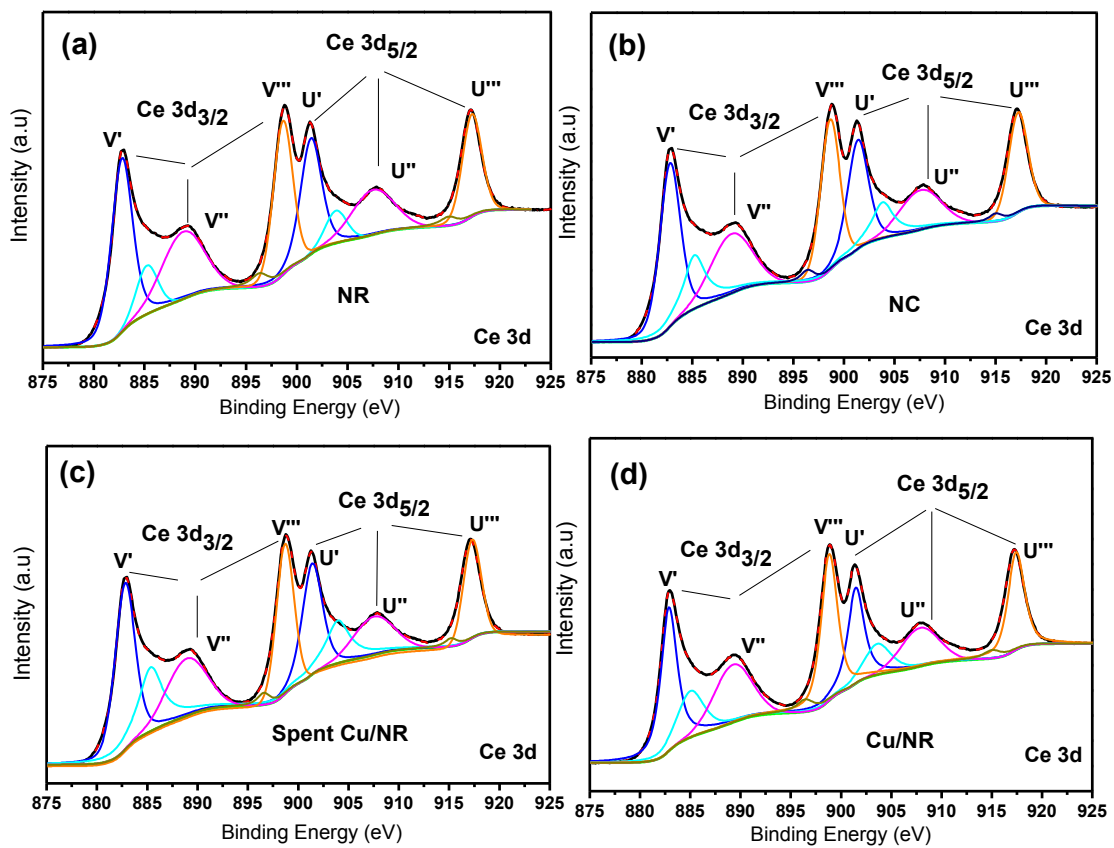 (a)
Ce 3d5/2
V'''
U'
U'''
Ce 3d3/2
V'
U''
V''
NR
Ce 3d
Intensity (a.u)
875 880 885 890 895 900 905 910 915 920 925
Binding Energy (eV)
(b)
Ce 3d5/2
V'''
U'
U'''
Ce 3d3/2
V'
U''
V''
NC
Ce 3d
Intensity (a.u)
875 880 885 890 895 900 905 910 915 920 925
Binding Energy (eV)
(c)
Ce 3d5/2
V'''
U'''
Ce 3d3/2
U'
V'
U''
V''
Spent Cu/NR
Ce 3d
Intensity (a.u)
875 880 885 890 895 900 905 910 915 920 925
Binding Energy (eV)
(d)
Ce 3d5/2
V'''
U'
U'''
Ce 3d3/2
V'
U''
V''
Cu/NR
Ce 3d
Intensity (a.u)
875 880 885 890 895 900 905 910 915 920 925
Binding Energy (eV)